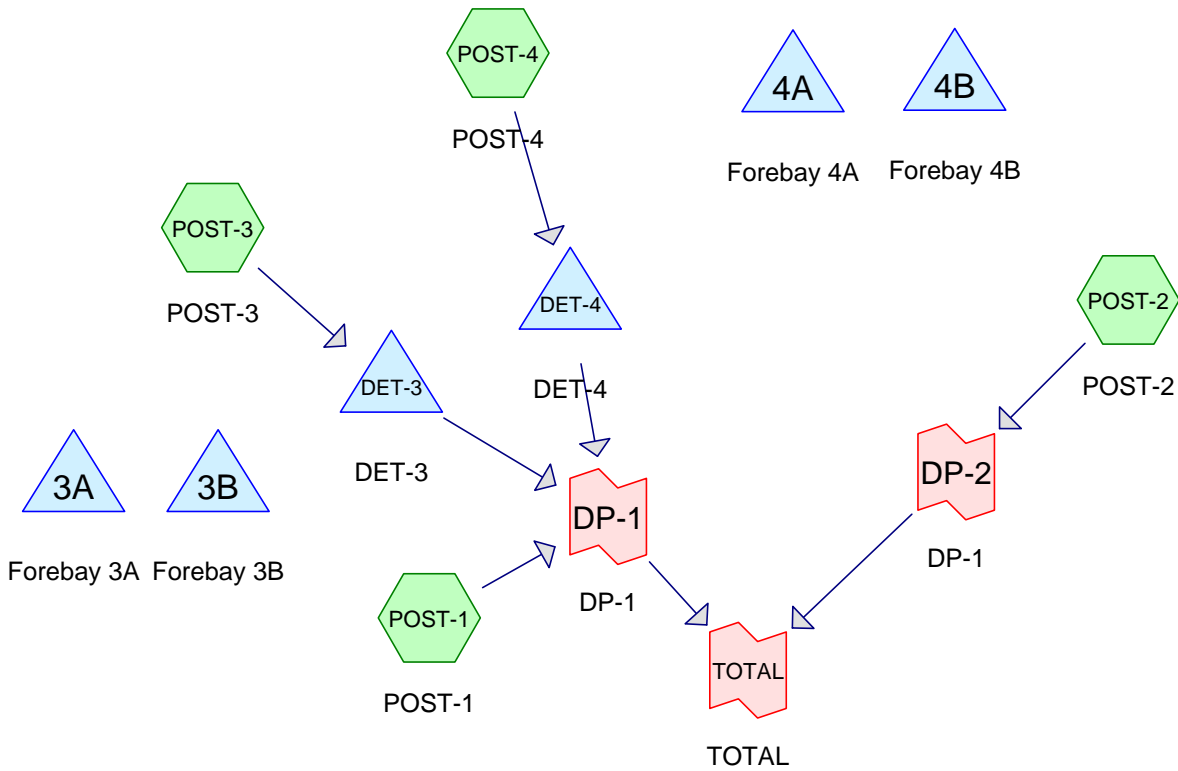 POST-4
POST-4
4A
Forebay 4A
4B
Forebay 4B
POST-3
POST-3
DET-4
DET-4
POST-2
POST-2
DET-3
DET-3
3A
Forebay 3A
3B
Forebay 3B
DP-1
DP-1
DP-2
DP-1
POST-1
POST-1
TOTAL
TOTAL